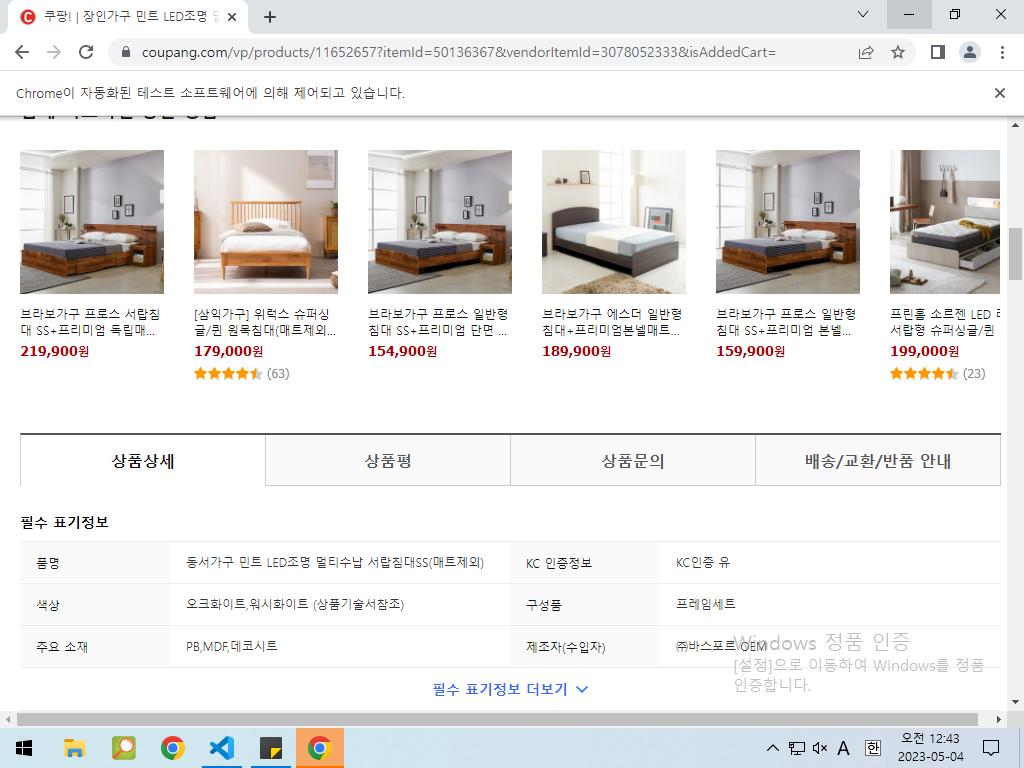 쿠팡! | 장인가구 민트 LED조명
coupang.com/vp/products/11652657?itemId=50136367&vendorItemId=3078052333&isAddedCart=
Chrome이 자동화된 테스트 소프트웨어에 의해 제어되고 있습니다.
브라보가구 프로스 서랍침
대 SS+프리미엄 독립매...
219,900원
[삼익가구] 위럭스 슈퍼싱
글/퀸 원목침대(매트제외...
179,000원
(63)
브라보가구 프로스 일반형
침대 SS+프리미엄 단면 ...
154,900원
브라보가구 에스더 일반형
침대+프리미엄본넬매트...
189,900원
브라보가구 프로스 일반형
침대 SS+프리미엄 본넬...
159,900원
프린홈 소르젠 LED
서랍형 슈퍼싱글/퀸
199,000원
(23)
상품상세
상품평
상품문의
배송/교환/반품 안내
필수 표기정보
품명 동서가구 민트 LED조명 멀티수납 서랍침대SS(매트제외) KC 인증정보 KC인증 유
색상 오크화이트,워시화이트 (상품기술서참조) 구성품 프레임세트
주요 소재 PB,MDF,데코시트 제조자(수입자) ㈜바스포르 OEM
필수 표기정보 더보기
Windows 정품 인증
[설정]으로 이동하여 Windows를 정품
인증합니다.
A 한
오전 12:43
2023-05-04